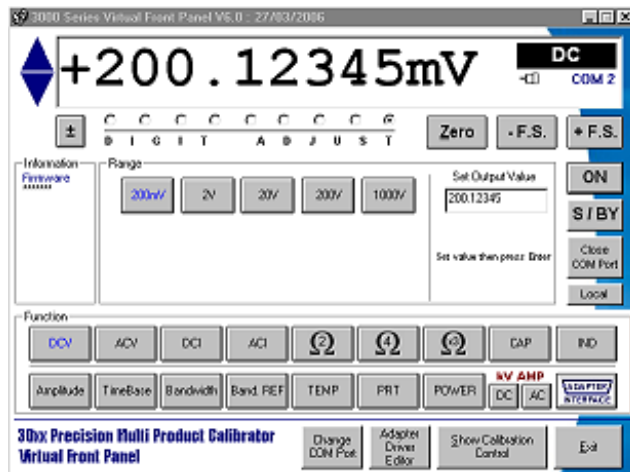 3000 Series Virtual Front Panel V6.0 : 27/03/2006
+200.12345mV
DC
COM 2
±
DIGIT ADJUST
Zero
- F.S.
+ F.S.
Information
Firmware
Range
200mV
2V
20V
200V
1000V
Set Output Value
200.12345
Set value then press Enter
ON
S / BY
Close
COM Port
Local
Function
DCV
ACV
DCI
ACI
Ω2
Ω4
CAP
IND
Amplitude
TimeBase
Bandwidth
Band. REF
TEMP
PRT
POWER
kV AMP
DC
AC
ADAPTER
INTERFACE
30xx Precision Multi Product Calibrator
Virtual Front Panel
Change
COM Port
Adapter
Driver
Editor
Show Calibration
Control
Exit